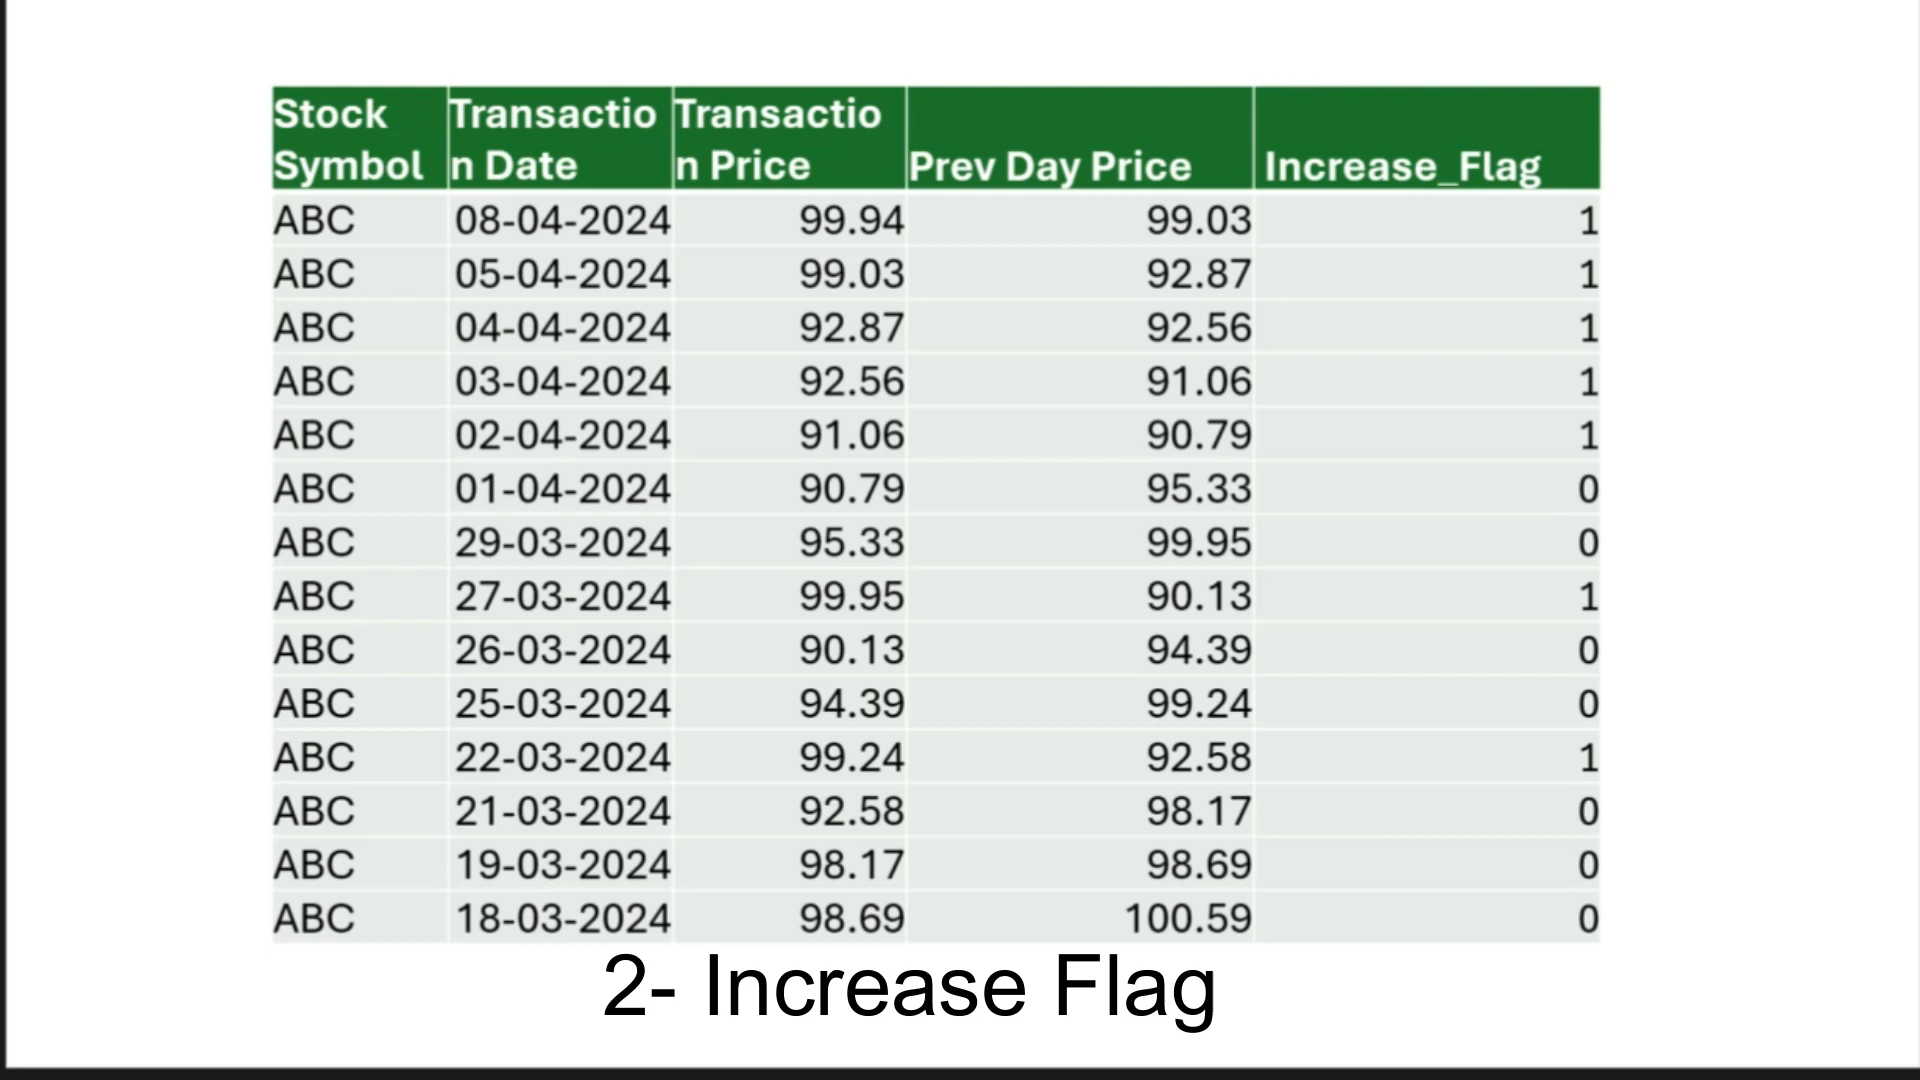 Stock Symbol Transactio n Date Transactio n Price Prev Day Price Increase_Flag
ABC 08-04-2024 99.94 99.03 1
ABC 05-04-2024 99.03 92.87 1
ABC 04-04-2024 92.87 92.56 1
ABC 03-04-2024 92.56 91.06 1
ABC 02-04-2024 91.06 90.79 1
ABC 01-04-2024 90.79 95.33 0
ABC 29-03-2024 95.33 99.95 0
ABC 27-03-2024 99.95 90.13 1
ABC 26-03-2024 90.13 94.39 0
ABC 25-03-2024 94.39 99.24 0
ABC 22-03-2024 99.24 92.58 1
ABC 21-03-2024 92.58 98.17 0
ABC 19-03-2024 98.17 98.69 0
ABC 18-03-2024 98.69 100.59 0
2- Increase Flag